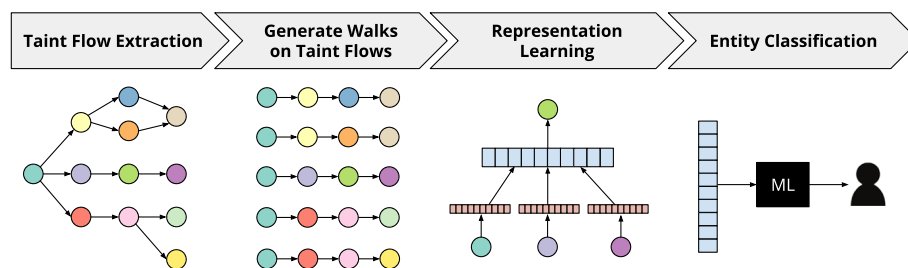 Taint Flow Extraction
Generate Walks
on Taint Flows
Representation
Learning
Entity Classification
ML